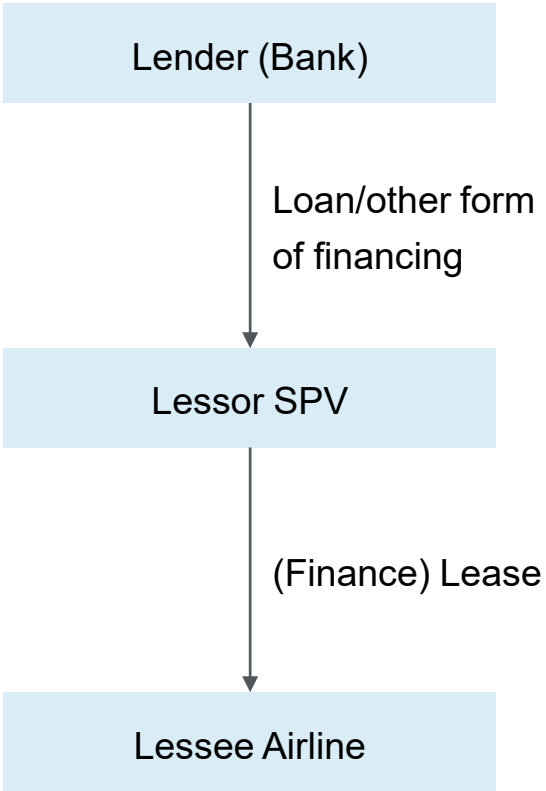 Lender (Bank)
Loan/other form
of financing
Lessor SPV
(Finance) Lease
Lessee Airline